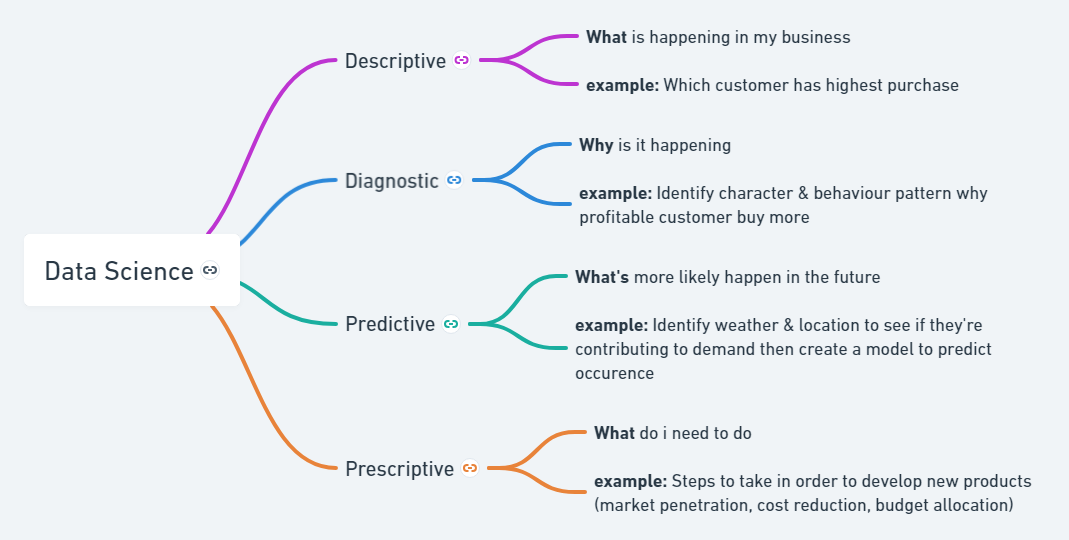 Data Science
Descriptive
What is happening in my business
example: Which customer has highest purchase
Diagnostic
Why is it happening
example: Identify character & behaviour pattern why
profitable customer buy more
Predictive
What's more likely happen in the future
example: Identify weather & location to see if they're
contributing to demand then create a model to predict
occurence
Prescriptive
What do i need to do
example: Steps to take in order to develop new products
(market penetration, cost reduction, budget allocation)